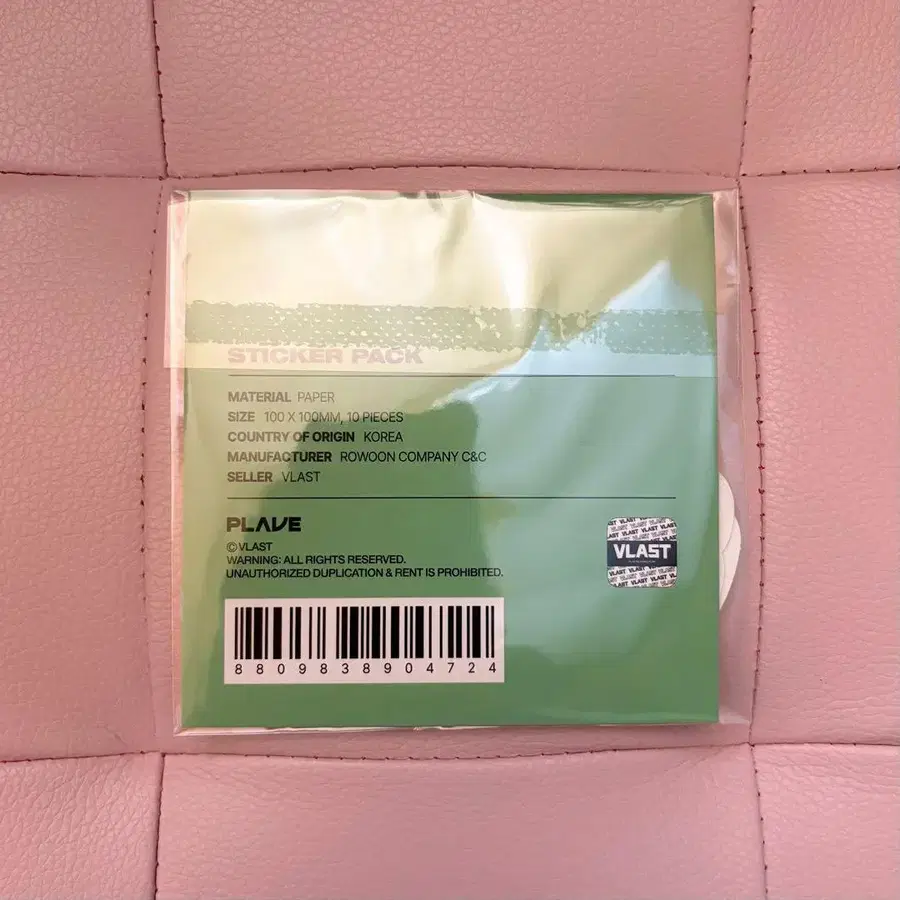 STICKER PACK
MATERIAL PAPER
SIZE 100 X 100MM, 10 PIECES
COUNTRY OF ORIGIN KOREA
MANUFACTURER ROWOON COMPANY C&C
SELLER VLAST
PLAVE
© VLAST
WARNING: ALL RIGHTS RESERVED.
UNAUTHORIZED DUPLICATION & RENT IS PROHIBITED.
VLAST
8809838904724